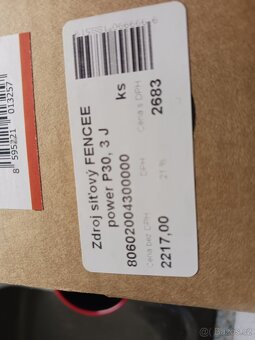 Zdroj síťový FENCEE
power P30, 3 J
ks
80602004300000
Cena bez DPH
DPH
Cena s DPH
2217,00
21 %
2683
8 595221 013257